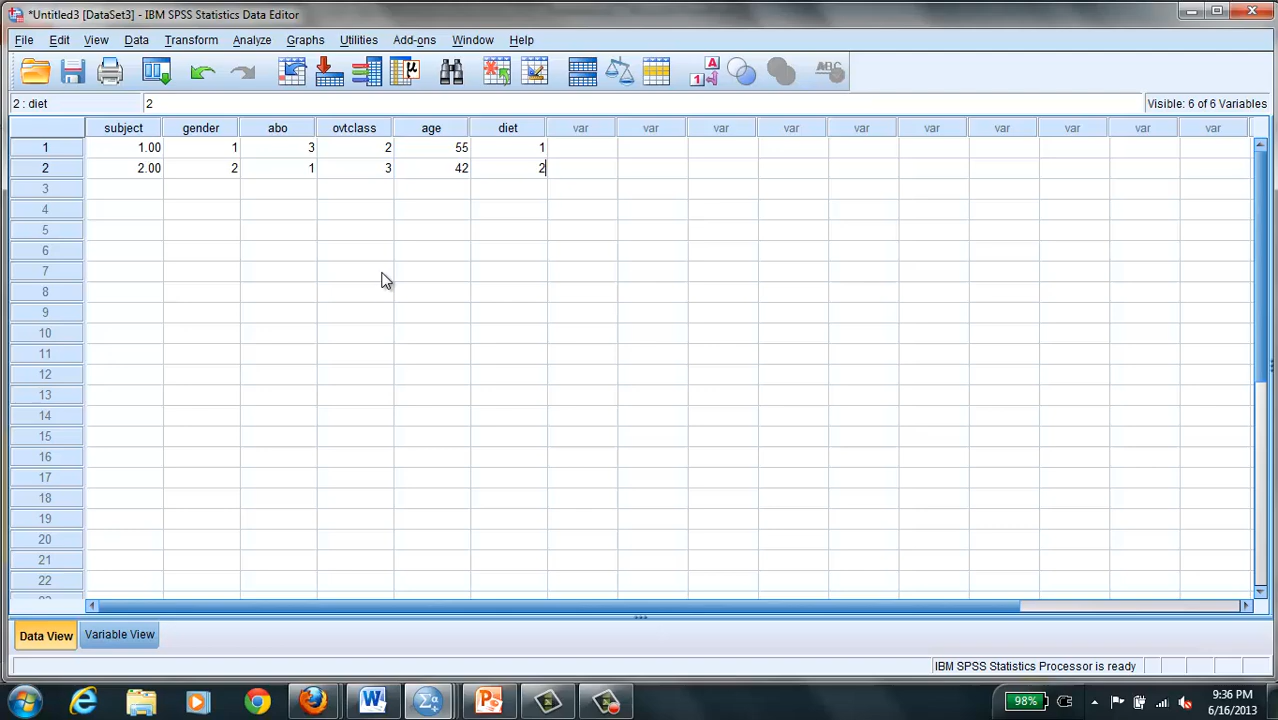 *Untitled3 [DataSet3] - IBM SPSS Statistics Data Editor
File Edit View Data Transform Analyze Graphs Utilities Add-ons Window Help
2 : diet 2 Visible: 6 of 6 Variables
subject gender abo ovtclass age diet var var var var var var var var var var
1 1.00 1 3 2 55 1
2 2.00 2 1 3 42 2
3
4
5
6
7
8
9
10
11
12
13
14
15
16
17
18
19
20
21
22
Data View Variable View
IBM SPSS Statistics Processor is ready
98% 9:36 PM
6/16/2013